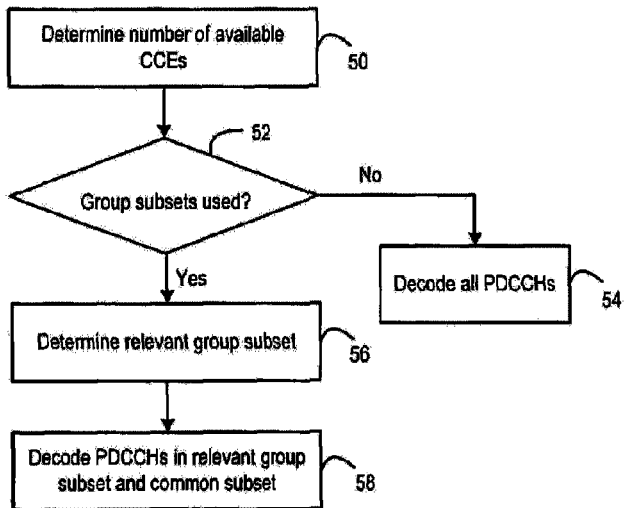 Determine number of available
CCEs
50
52
Group subsets used?
No
Yes
Decode all PDCCHs
54
Determine relevant group subset
56
Decode PDCCHs in relevant group
subset and common subset
58